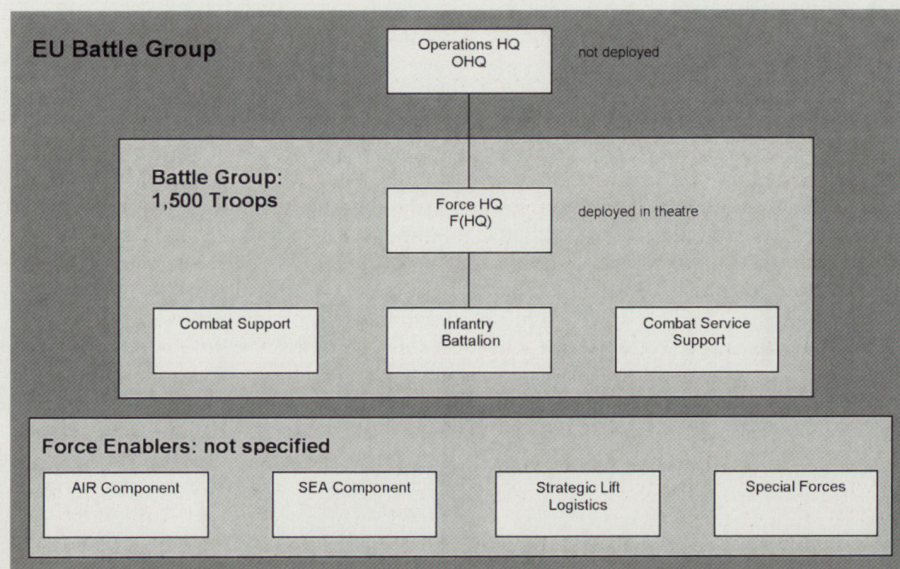 EU Battle Group
Operations HQ
OHQ
not deployed
Battle Group:
1,500 Troops
Force HQ
F(HQ)
deployed in theatre
Combat Support
Infantry
Battalion
Combat Service
Support
Force Enablers: not specified
AIR Component
SEA Component
Strategic Lift
Logistics
Special Forces